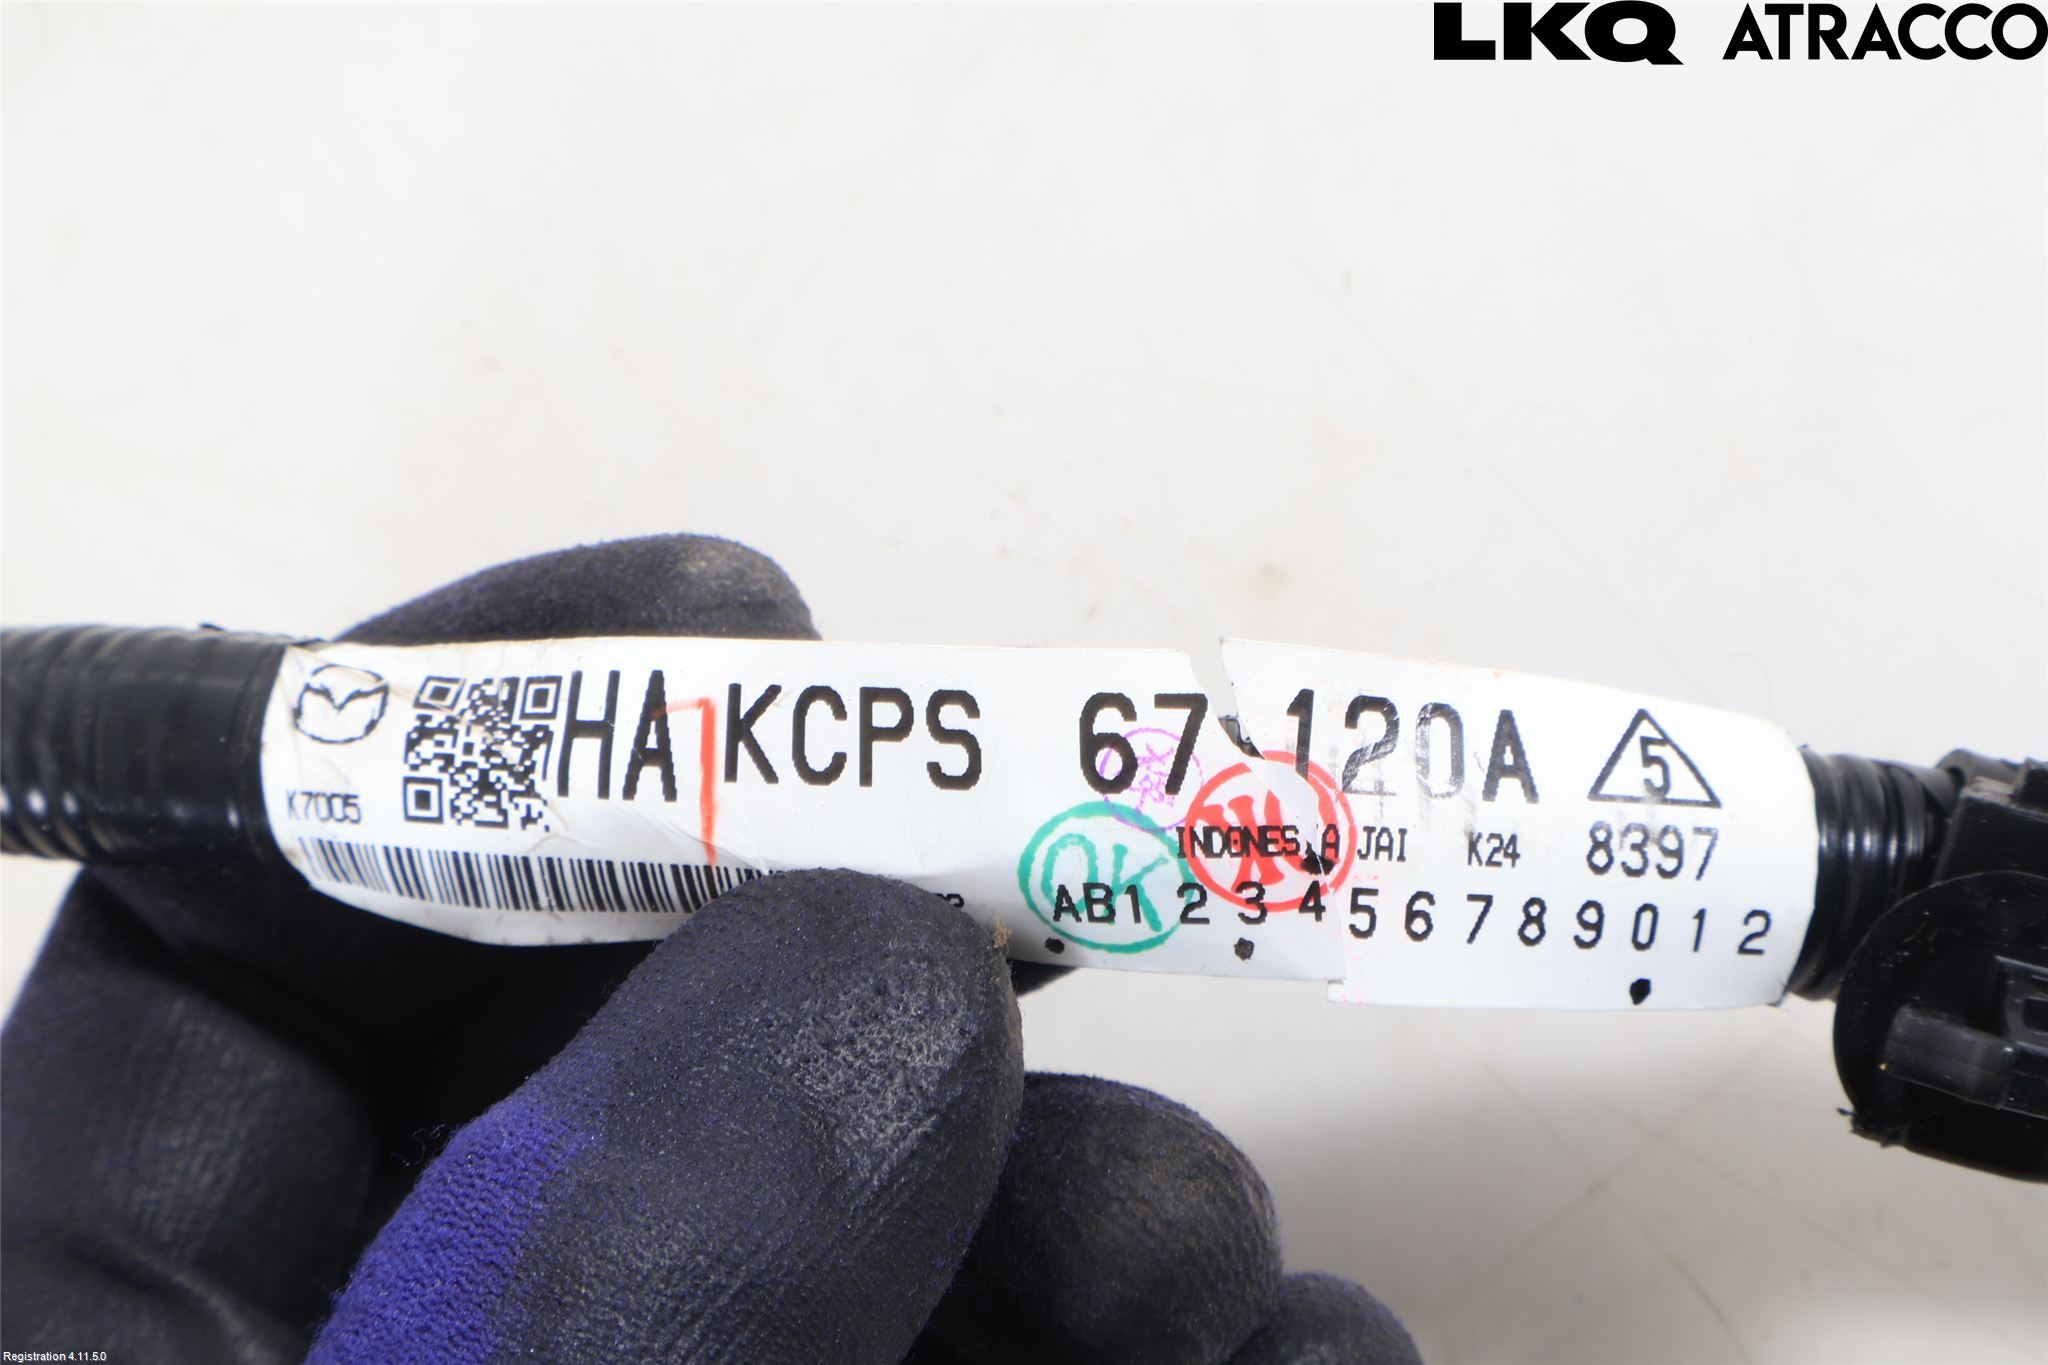 LKQ ATRACCO
HA KCPS 67 120A 5
K7005
INDONESIA JAI K24 8397
OK
AB1 2 3 4 5 6 7 8 9 0 1 2
Registration 4.11.5.0